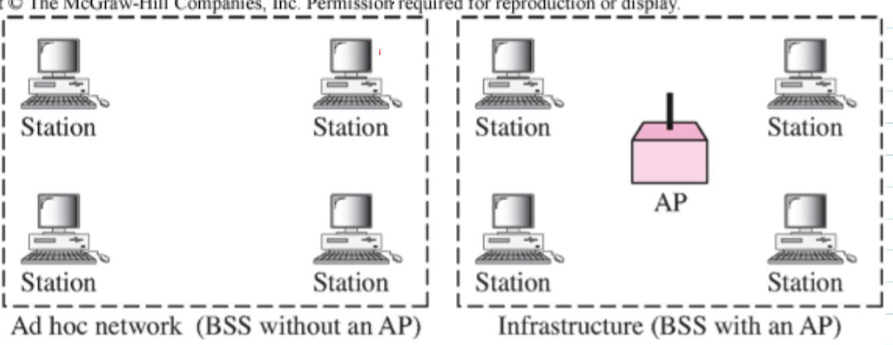 © The McGraw-Hill Companies, Inc. Permission required for reproduction or display.
Station Station Station Station
AP
Station Station Station Station
Ad hoc network (BSS without an AP) Infrastructure (BSS with an AP)